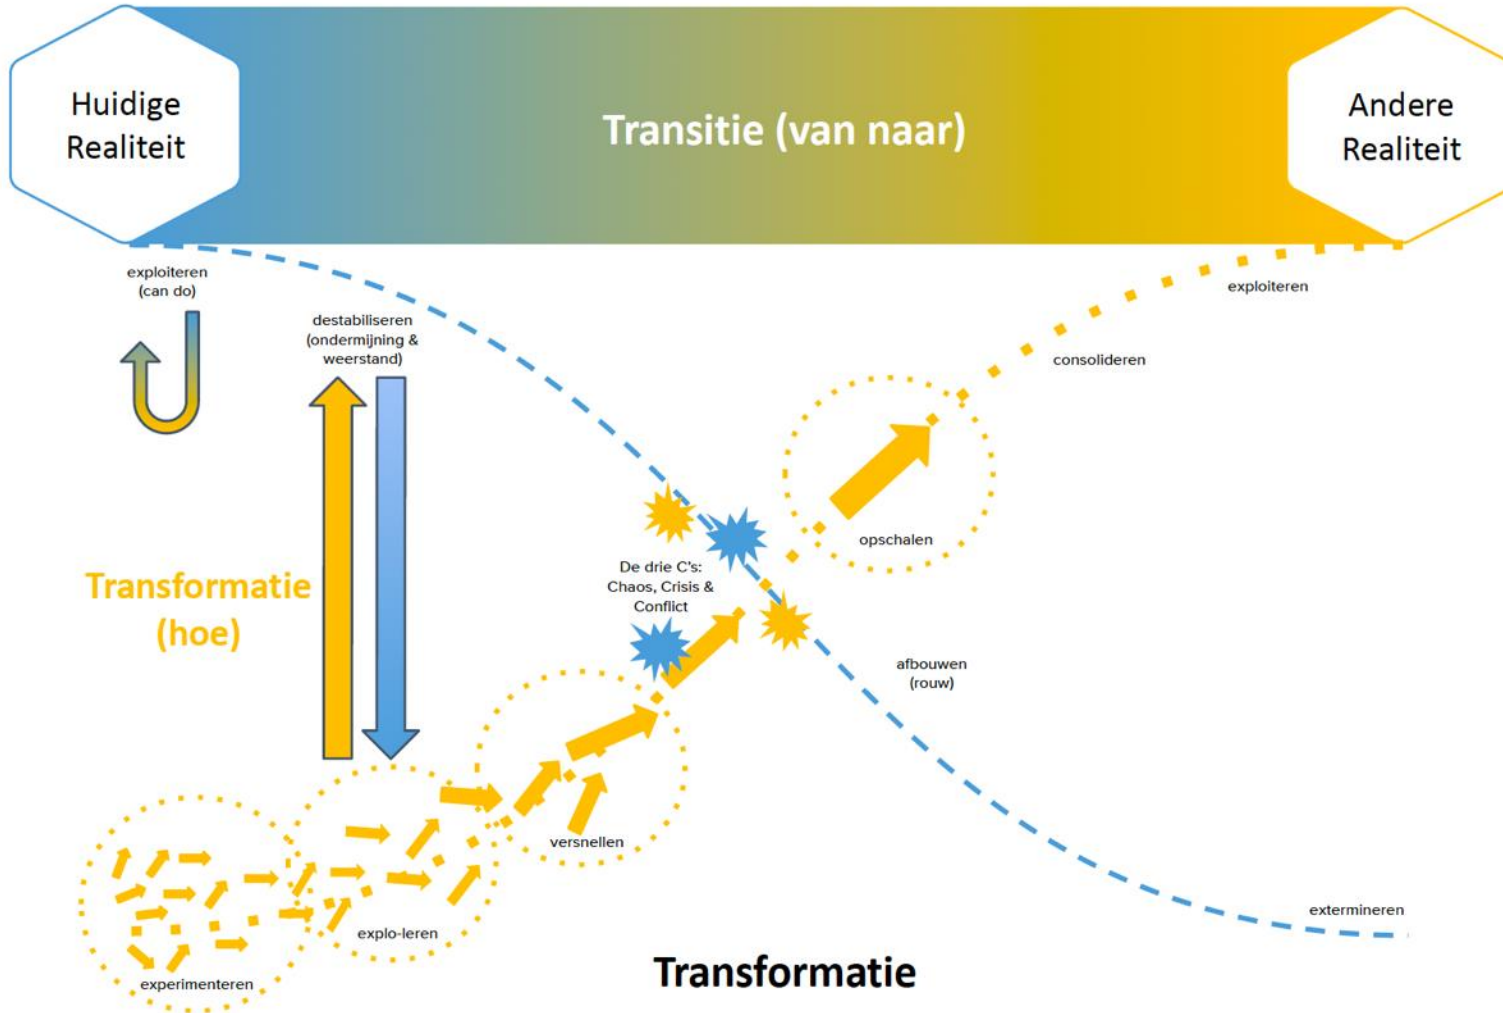 Huidige
Realiteit
Transitie (van naar)
Andere
Realiteit
exploiteren
(can do)
destabiliseren
(ondermijning &
weerstand)
exploiteren
consolideren
opschalen
De drie C's:
Chaos, Crisis &
Conflict
Transformatie
(hoe)
afbouwen
(rouw)
versnellen
explo-leren
experimenteren
extermineren
Transformatie